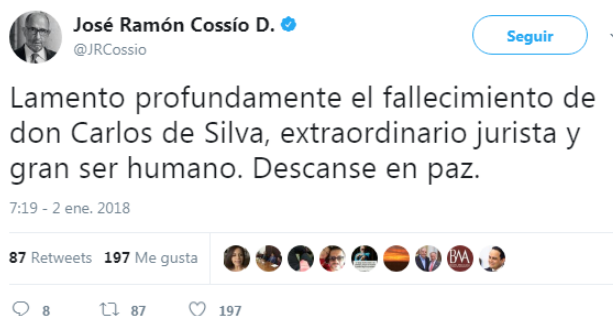 José Ramón Cossío D.
@JRCossio
Seguir
Lamento profundamente el fallecimiento de
don Carlos de Silva, extraordinario jurista y
gran ser humano. Descanse en paz.
7:19 - 2 ene. 2018
87 Retweets 197 Me gusta
BMA
8 87 197